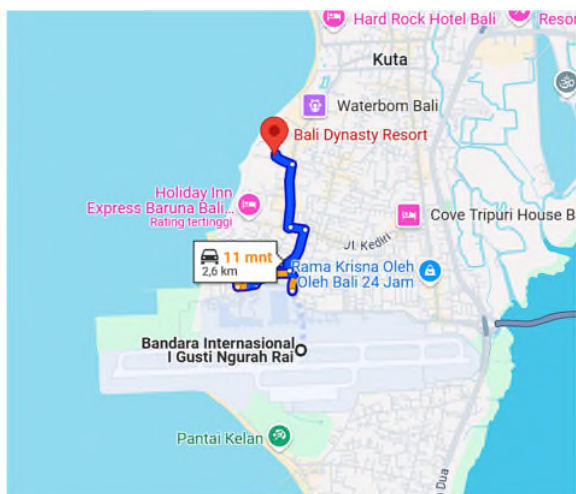 Hard Rock Hotel Bali
Resor
Kuta
Waterbom Bali
Bali Dynasty Resort
Holiday Inn
Express Baruna Bali...
Rating tertinggi
Cove Tripuri House B
Jl. Kediri
11 mnt
2,6 km
Rama Krisna Oleh
Oleh Bali 24 Jam
Bandara Internasional
I Gusti Ngurah Rai
Pantai Kelan
Dua